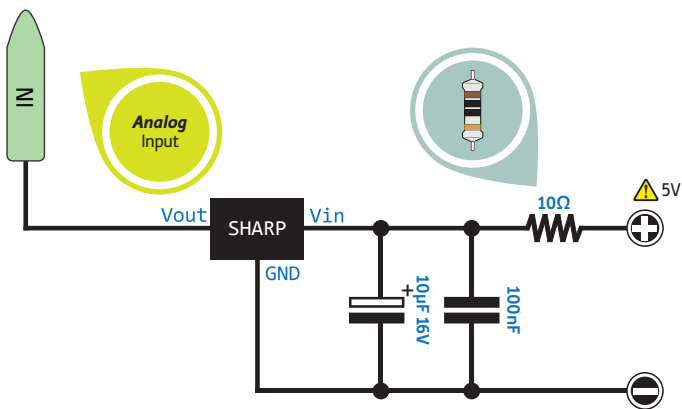 IN
Analog
Input
10Ω
5V
Vout
SHARP
Vin
GND
+
10µF 16V
100nF